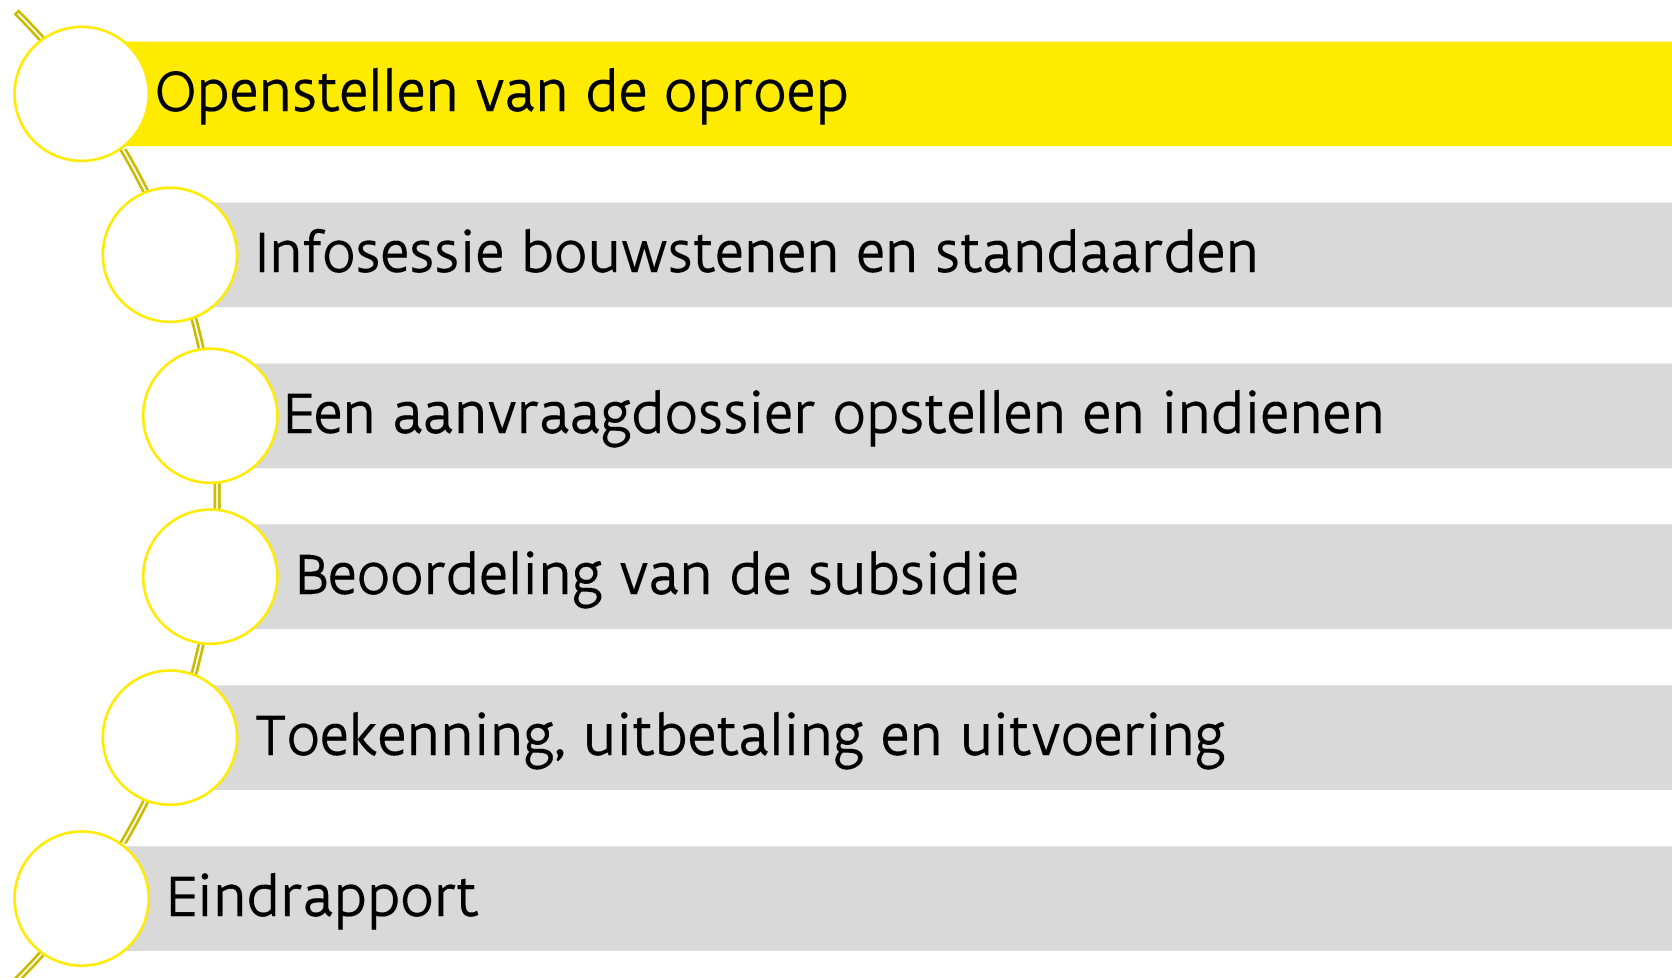 Openstellen van de oproep
Infosessie bouwstenen en standaarden
Een aanvraagdossier opstellen en indienen
Beoordeling van de subsidie
Toekenning, uitbetaling en uitvoering
Eindrapport